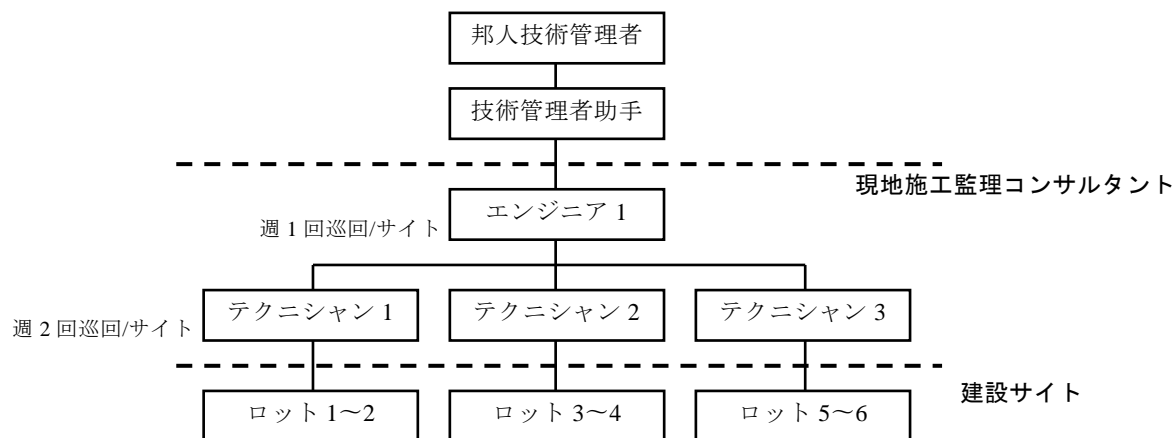 邦人技術管理者
技術管理者助手
現地施工監理コンサルタント
エンジニア 1
週 1 回巡回/サイト
テクニシャン 1
テクニシャン 2
テクニシャン 3
週 2 回巡回/サイト
建設サイト
ロット 1～2
ロット 3～4
ロット 5～6